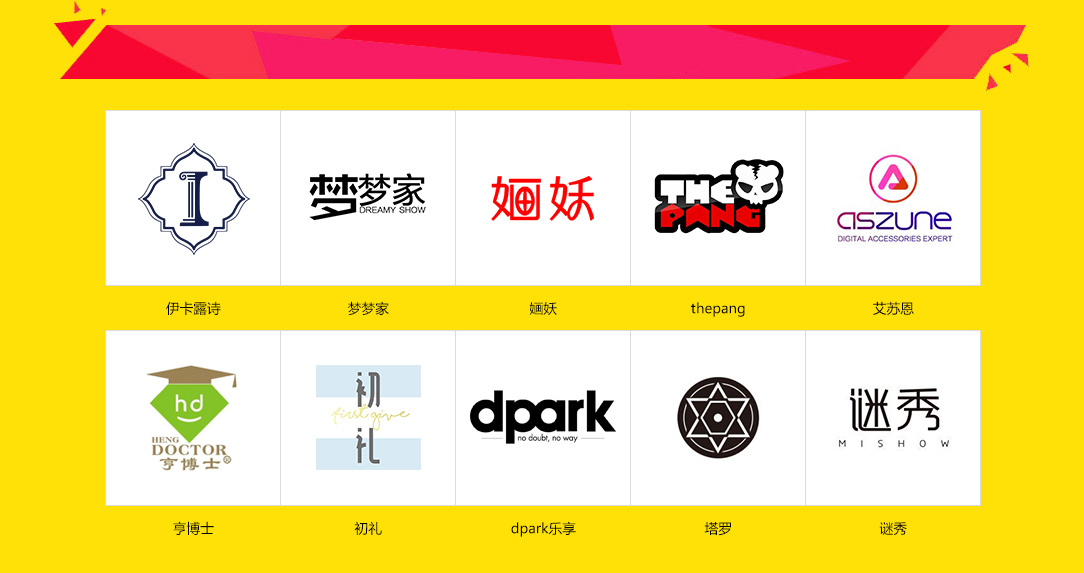 I
梦梦家
DREAMY SHOW
婳妖
THE
PANG
aszune
DIGITAL ACCESSORIES EXPERT
伊卡露诗
梦梦家
婳妖
thepang
艾苏恩
hd
HENG
DOCTOR
亨博士®
初
first give
礼
dpark
no doubt, no way
谜秀
MISHOW
亨博士
初礼
dpark乐享
塔罗
谜秀